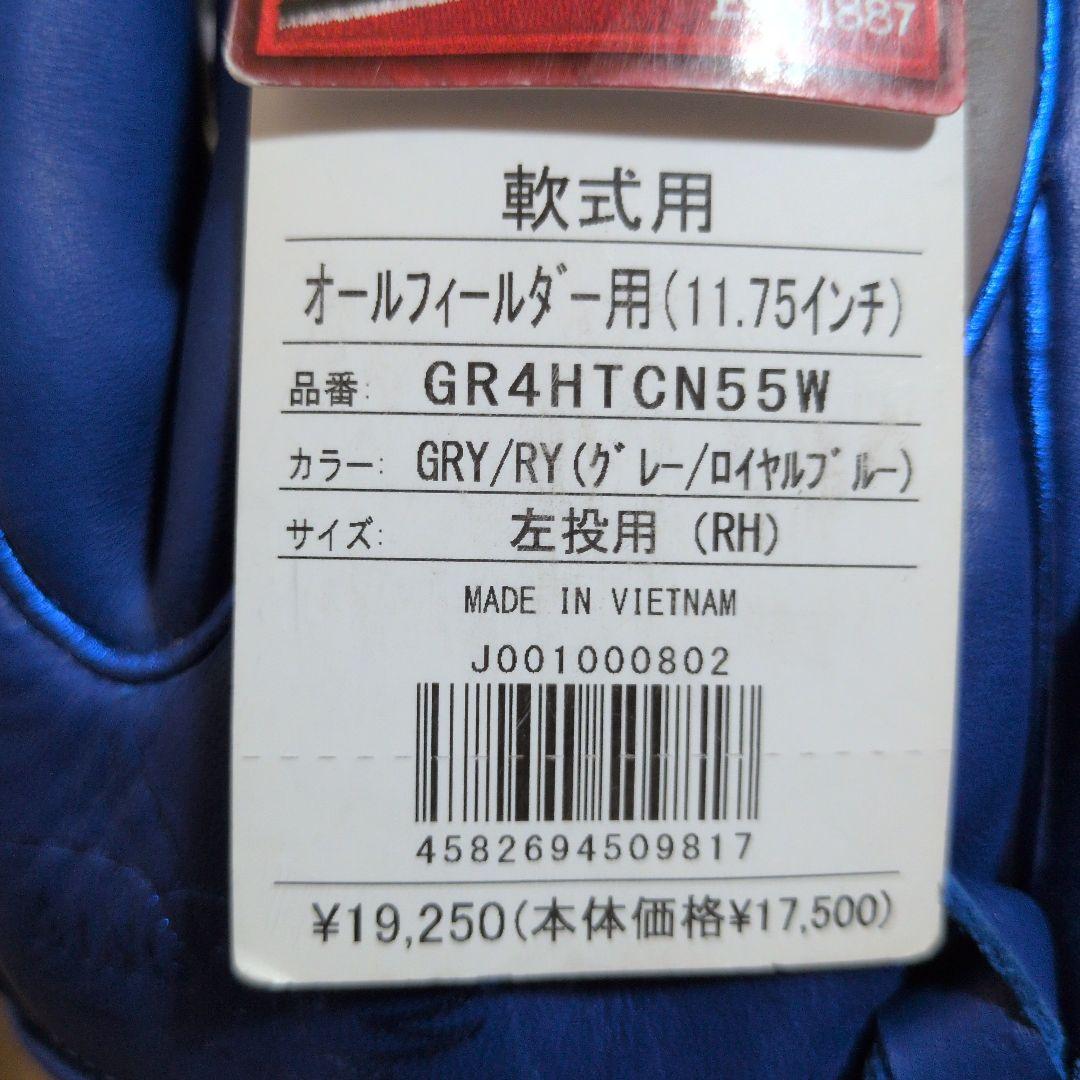 1887
軟式用
オールフィールダー用(11.75インチ)
品番: GR4HTCN55W
カラー: GRY/RY(グレー/ロイヤルブルー)
サイズ: 左投用 (RH)
MADE IN VIETNAM
J001000802
4582694509817
¥19,250(本体価格¥17,500)